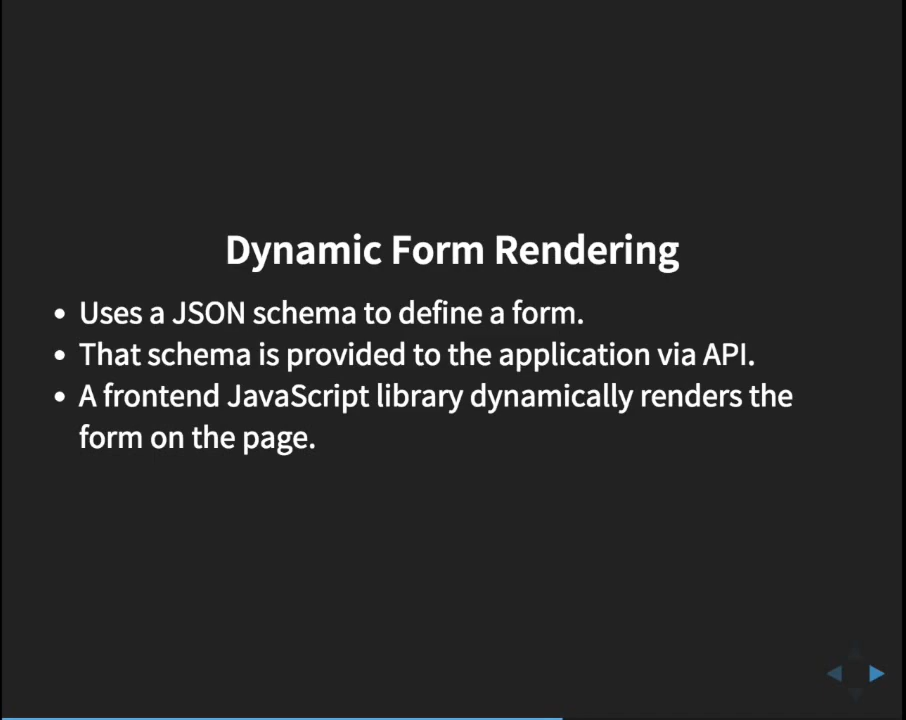 Dynamic Form Rendering
• Uses a JSON schema to define a form.
• That schema is provided to the application via API.
• A frontend JavaScript library dynamically renders the
form on the page.